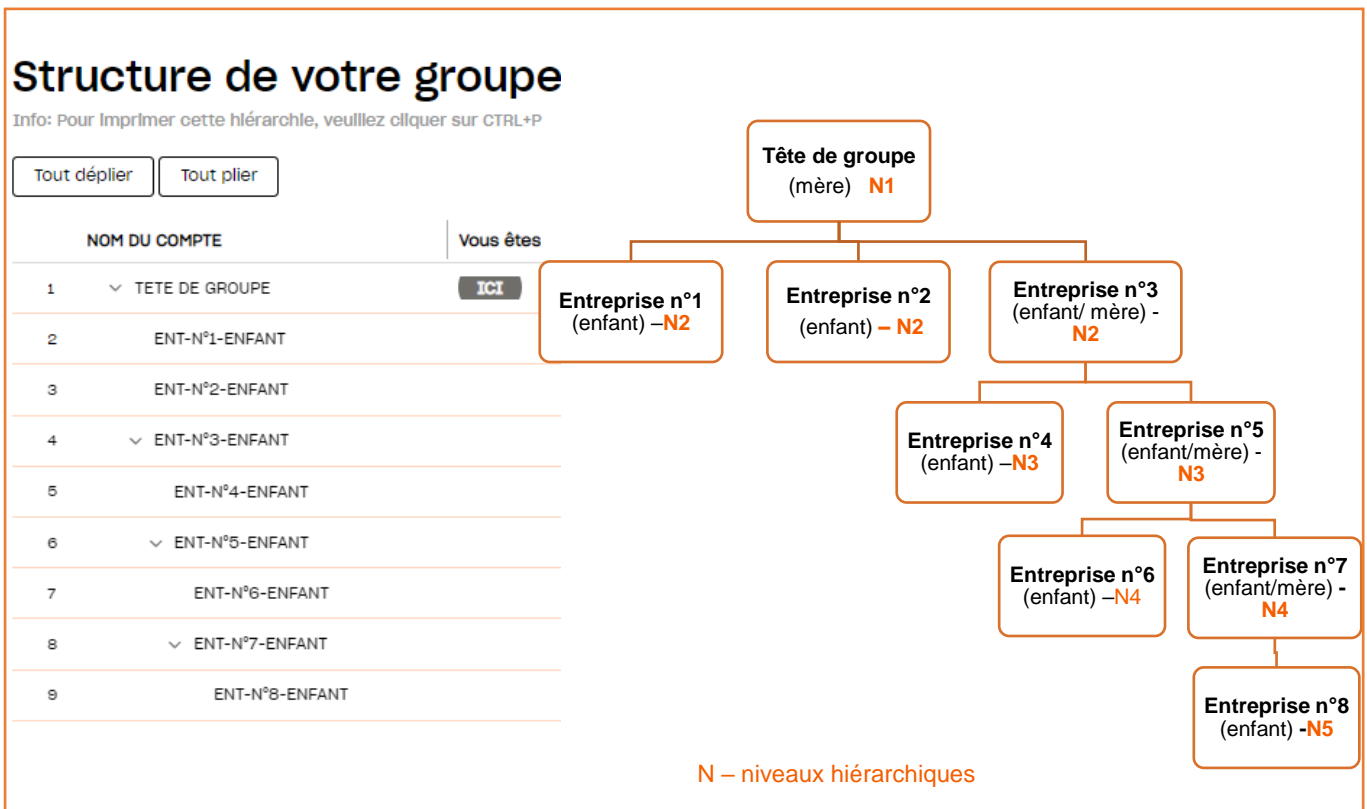 Structure de votre groupe
Info: Pour imprimer cette hiérarchie, veuillez cliquer sur CTRL+P
Tout déplier
Tout plier
NOM DU COMPTE
Vous êtes
1 TETE DE GROUPE ICI
2 ENT-N°1-ENFANT
3 ENT-N°2-ENFANT
4 ENT-N°3-ENFANT
5 ENT-N°4-ENFANT
6 ENT-N°5-ENFANT
7 ENT-N°6-ENFANT
8 ENT-N°7-ENFANT
9 ENT-N°8-ENFANT
Tête de groupe
(mère) N1
Entreprise n°1
(enfant) –N2
Entreprise n°2
(enfant) – N2
Entreprise n°3
(enfant/ mère) -
N2
Entreprise n°4
(enfant) –N3
Entreprise n°5
(enfant/mère) -
N3
Entreprise n°6
(enfant) –N4
Entreprise n°7
(enfant/mère) -
N4
Entreprise n°8
(enfant) -N5
N – niveaux hiérarchiques